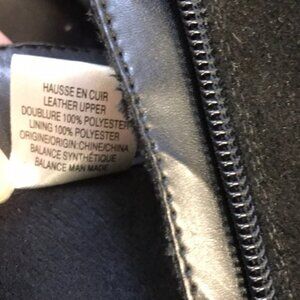 HAUSSE EN CUIR
LEATHER UPPER
DOUBLURE 100% POLYESTER
LINING 100% POLYESTER
ORIGINE/ORIGIN:CHINE/CHINA
BALANCE SYNTHÉTIQUE
BALANCE MAN MADE